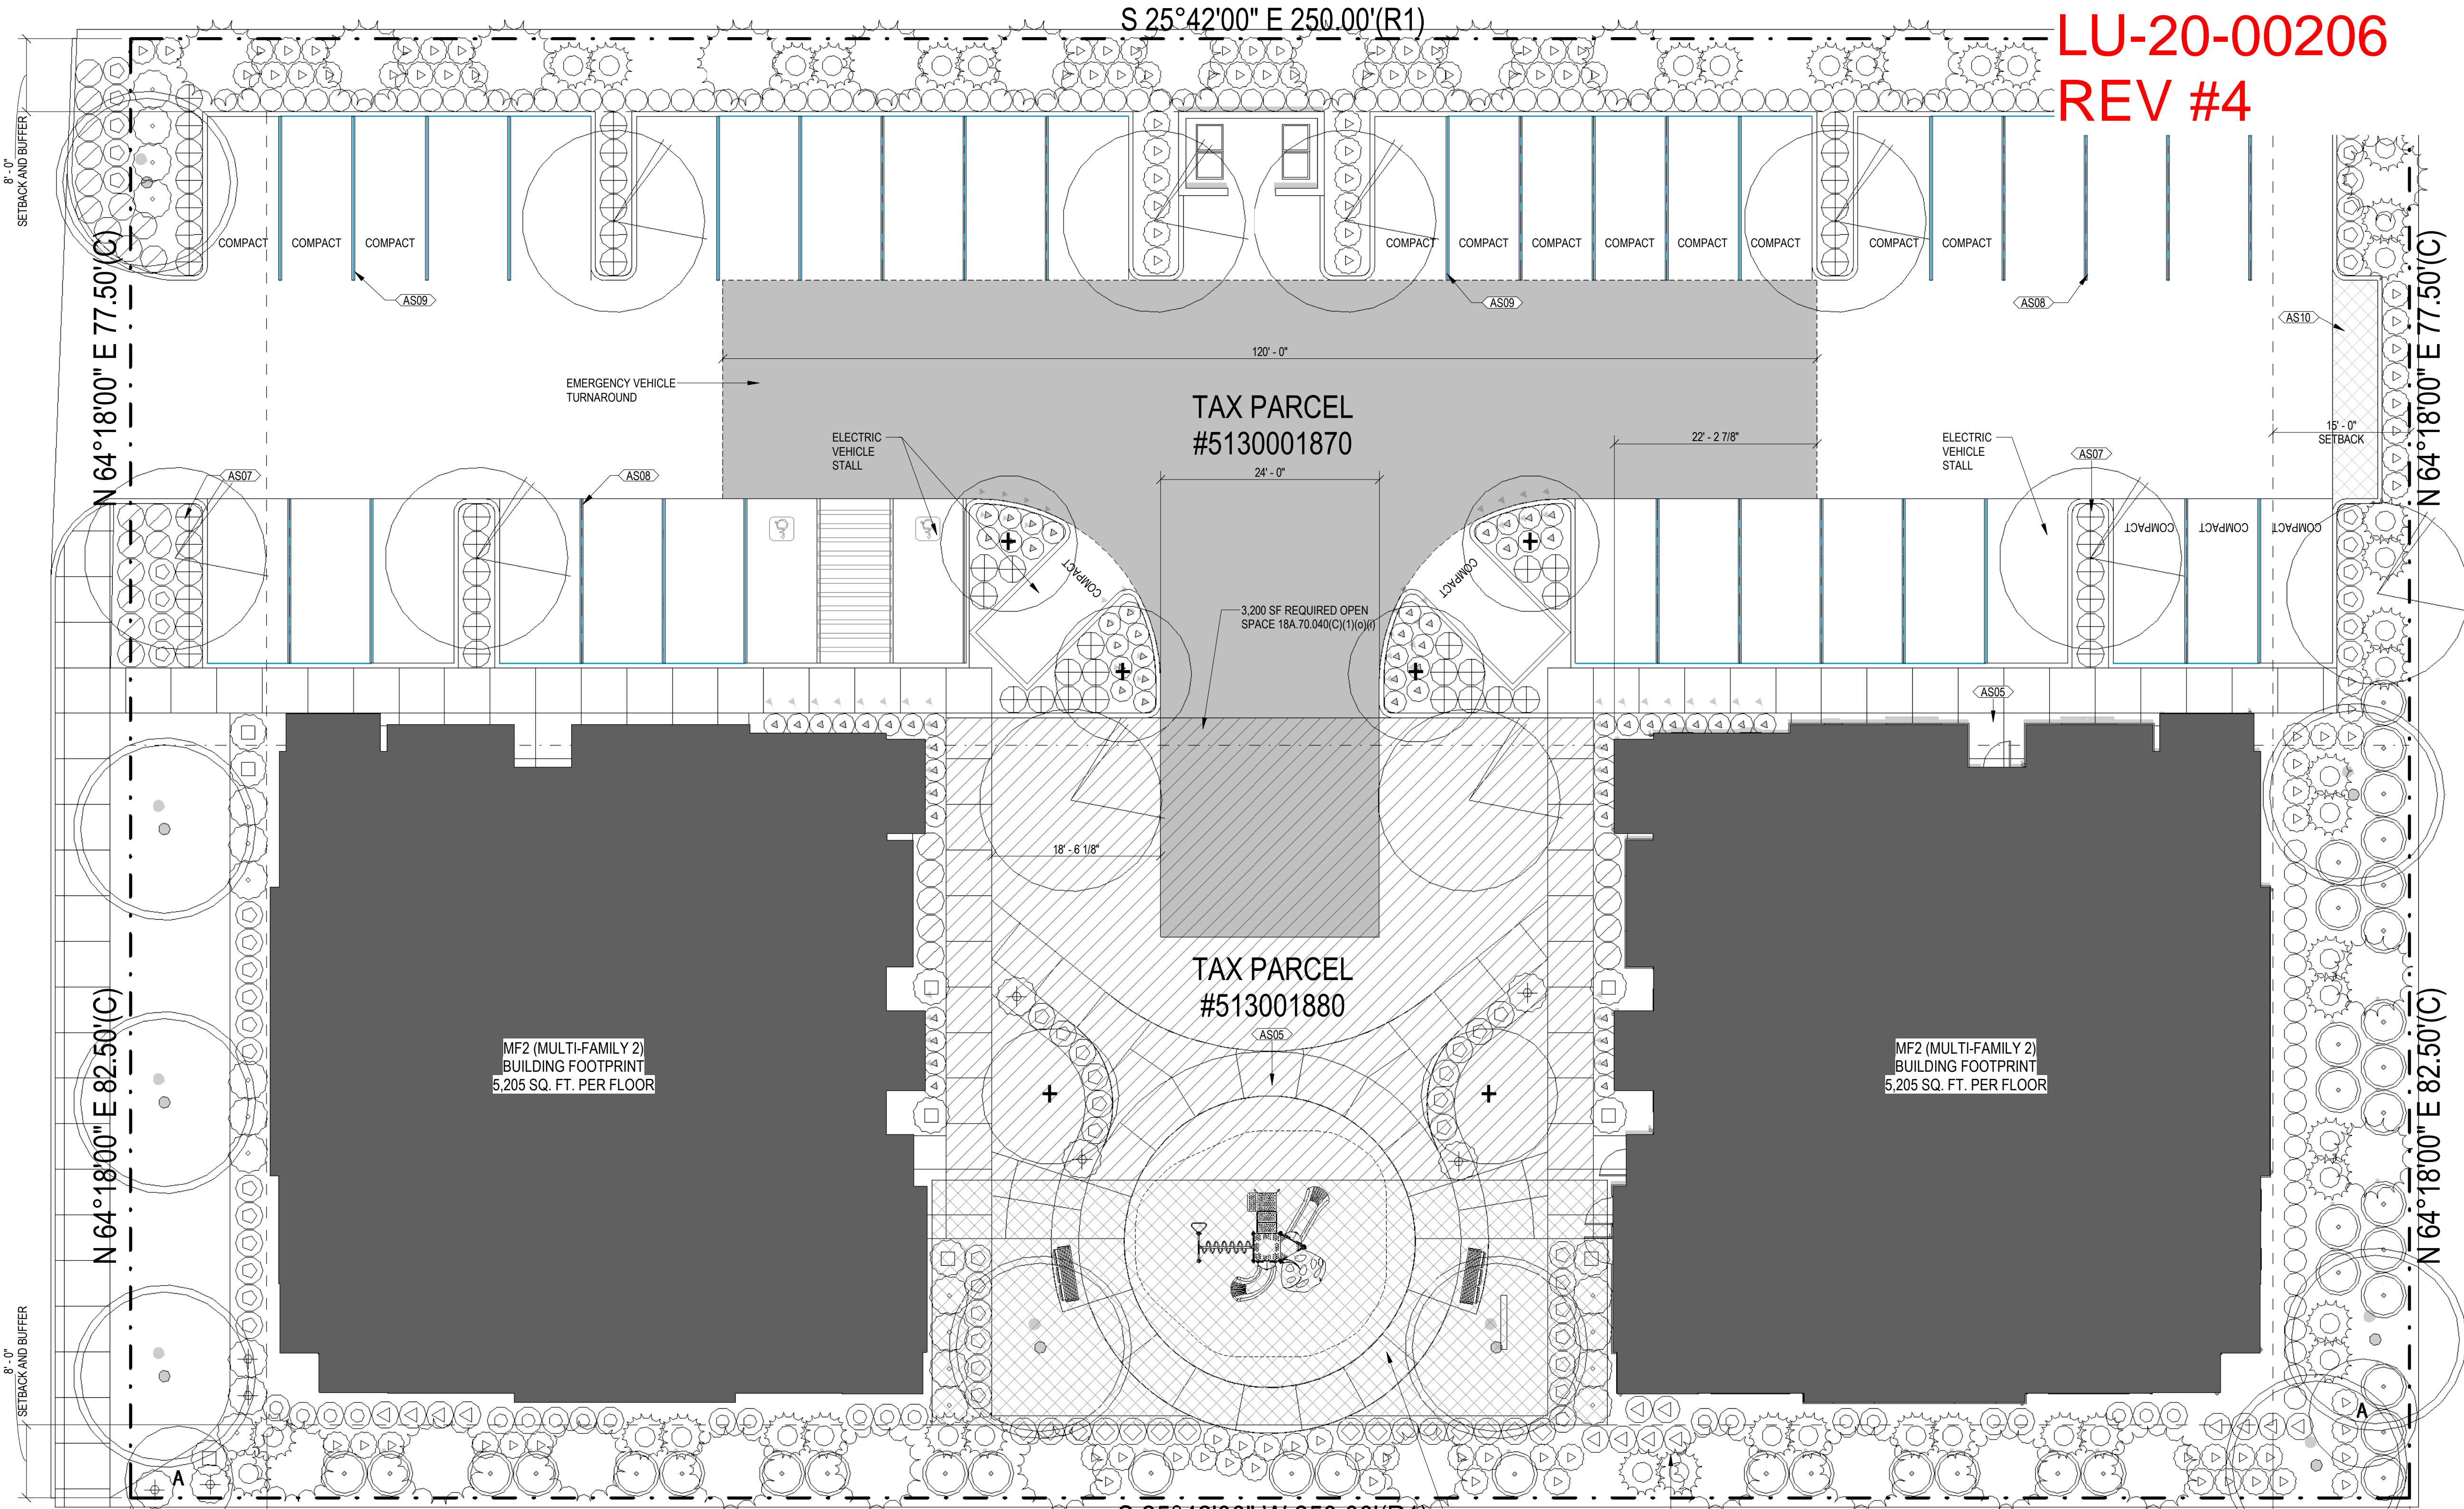 S 25°42'00" E 250.00'(R1)
LU-20-00206
REV #4
8' - 0"
SETBACK AND BUFFER
N 64°18'00" E 77.50'(C)
COMPACT
COMPACT
COMPACT
COMPACT
COMPACT
COMPACT
COMPACT
COMPACT
COMPACT
COMPACT
COMPACT
N 64°18'00" E 77.50'(C)
AS09
AS09
AS08
AS10
120' - 0"
EMERGENCY VEHICLE
TURNAROUND
TAX PARCEL
#5130001870
ELECTRIC
VEHICLE
STALL
22' - 2 7/8"
ELECTRIC
VEHICLE
STALL
15' - 0"
SETBACK
AS07
AS08
24' - 0"
AS07
COMPACT
COMPACT
COMPACT
COMPACT
COMPACT
3,200 SF REQUIRED OPEN
SPACE 18A.70.040(C)(1)(o)(i)
AS05
18' - 6 1/8"
TAX PARCEL
#513001880
AS05
N 64°18'00" E 82.50'(C)
MF2 (MULTI-FAMILY 2)
BUILDING FOOTPRINT
5,205 SQ. FT. PER FLOOR
MF2 (MULTI-FAMILY 2)
BUILDING FOOTPRINT
5,205 SQ. FT. PER FLOOR
N 64°18'00" E 82.50'(C)
8' - 0"
SETBACK AND BUFFER
A
A